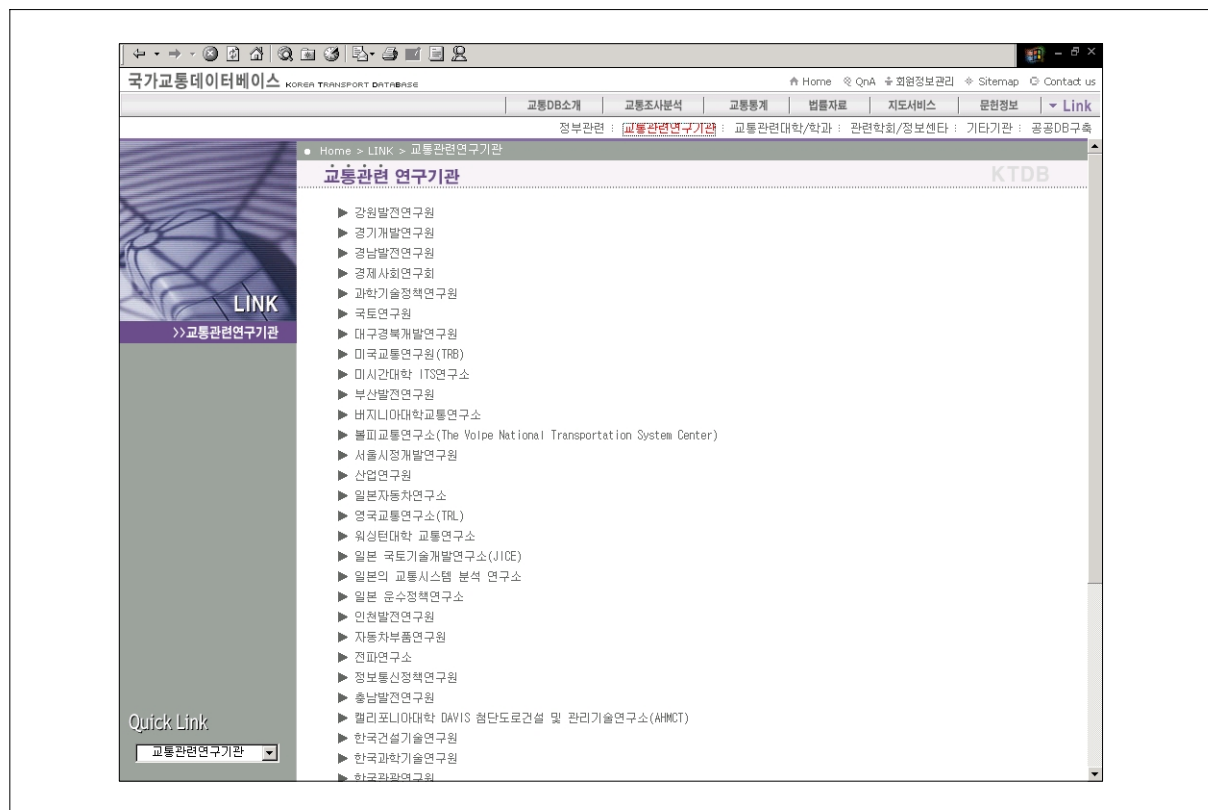 국가교통데이터베이스 KOREA TRANSPORT DATABASE
Home QnA 회원정보관리 Sitemap Contact us
교통DB소개 교통조사분석 교통통계 법률자료 지도서비스 문헌정보 Link
정부관련 : 교통관련연구기관 : 교통관련대학/학과 : 관련학회/정보센타 : 기타기관 : 공공DB구축
Home > LINK > 교통관련연구기관
교통관련 연구기관
KTDB
LINK
>>교통관련연구기관
▶ 강원발전연구원
▶ 경기개발연구원
▶ 경남발전연구원
▶ 경제사회연구회
▶ 과학기술정책연구원
▶ 국토연구원
▶ 대구경북개발연구원
▶ 미국교통연구원(TRB)
▶ 미시간대학 ITS연구소
▶ 부산발전연구원
▶ 버지니아대학교통연구소
▶ 볼피교통연구소(The Volpe National Transportation System Center)
▶ 서울시정개발연구원
▶ 산업연구원
▶ 일본자동차연구소
▶ 영국교통연구소(TRL)
▶ 워싱턴대학 교통연구소
▶ 일본 국토기술개발연구소(JICE)
▶ 일본의 교통시스템 분석 연구소
▶ 일본 운수정책연구소
▶ 인천발전연구원
▶ 자동차부품연구원
▶ 전파연구소
▶ 정보통신정책연구원
▶ 충남발전연구원
▶ 캘리포니아대학 DAVIS 첨단도로건설 및 관리기술연구소(AHMCT)
▶ 한국건설기술연구원
▶ 한국과학기술연구원
▶ 한국관광연구원
Quick Link
교통관련연구기관